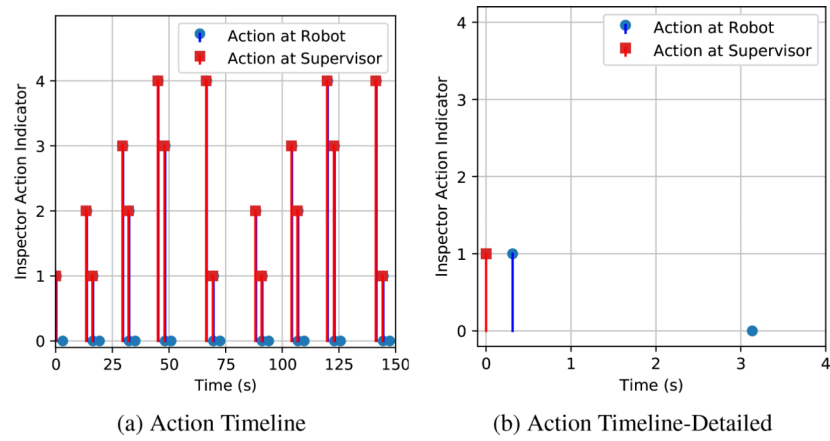 Action at Robot
Action at Supervisor
Inspector Action Indicator
4
3
2
1
0
0 25 50 75 100 125 150
Time (s)
(a) Action Timeline
Action at Robot
Action at Supervisor
Inspector Action Indicator
4
3
2
1
0
0 1 2 3 4
Time (s)
(b) Action Timeline-Detailed